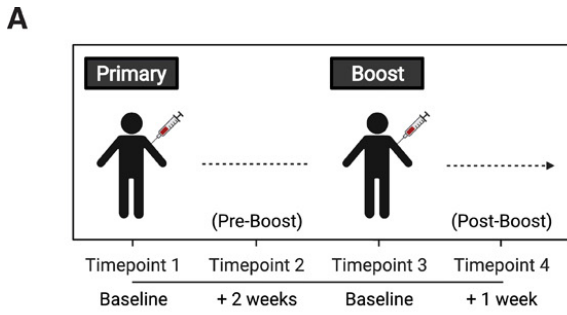 A
Primary Boost
(Pre-Boost) (Post-Boost)
Timepoint 1 Timepoint 2 Timepoint 3 Timepoint 4
Baseline + 2 weeks Baseline + 1 week